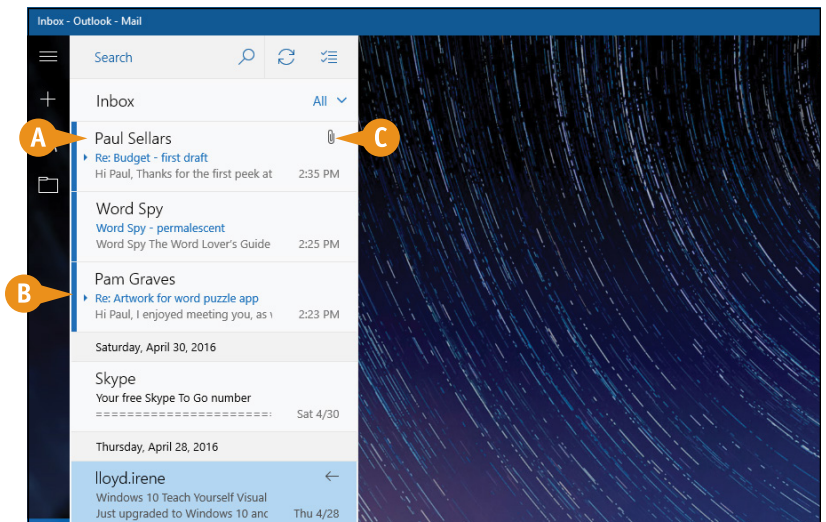 Inbox - Outlook - Mail
Search
Inbox All
A Paul Sellars C
Re: Budget - first draft
Hi Paul, Thanks for the first peek at 2:35 PM
Word Spy
Word Spy - permalescent
Word Spy The Word Lover's Guide 2:25 PM
Pam Graves
B Re: Artwork for word puzzle app
Hi Paul, I enjoyed meeting you, as 2:23 PM
Saturday, April 30, 2016
Skype
Your free Skype To Go number
======================= Sat 4/30
Thursday, April 28, 2016
lloyd.irene
Windows 10 Teach Yourself Visual
Just upgraded to Windows 10 and Thu 4/28